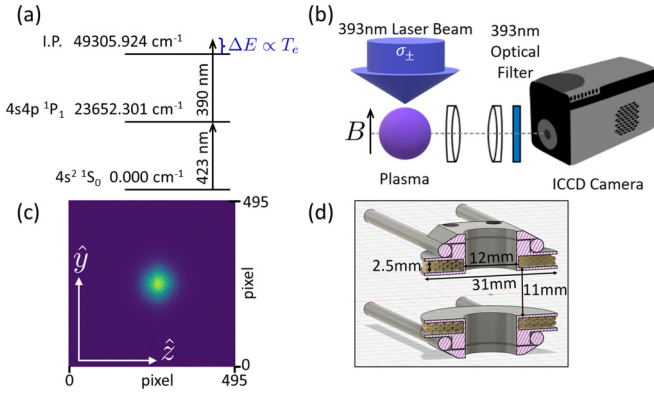 (a)
I.P. 49305.924 cm⁻¹
ΔE ∝ Tₑ
390 nm
4s4p ¹P₁ 23652.301 cm⁻¹
423 nm
4s² ¹S₀ 0.000 cm⁻¹
(b)
393nm Laser Beam
σ±
393nm
Optical
Filter
B
Plasma
ICCD Camera
(c)
495
ŷ
ẑ
pixel
0
0
pixel
495
(d)
12mm
2.5mm
31mm
11mm